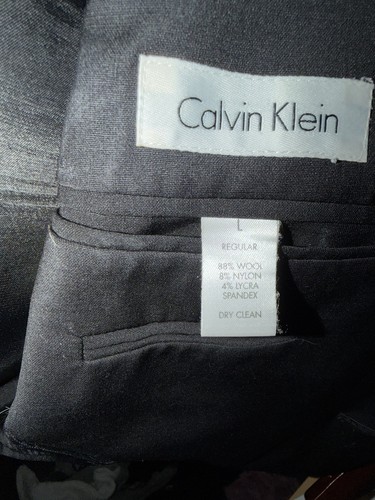 Calvin Klein
L
REGULAR
88% WOOL
8% NYLON
4% LYCRA
SPANDEX
DRY CLEAN